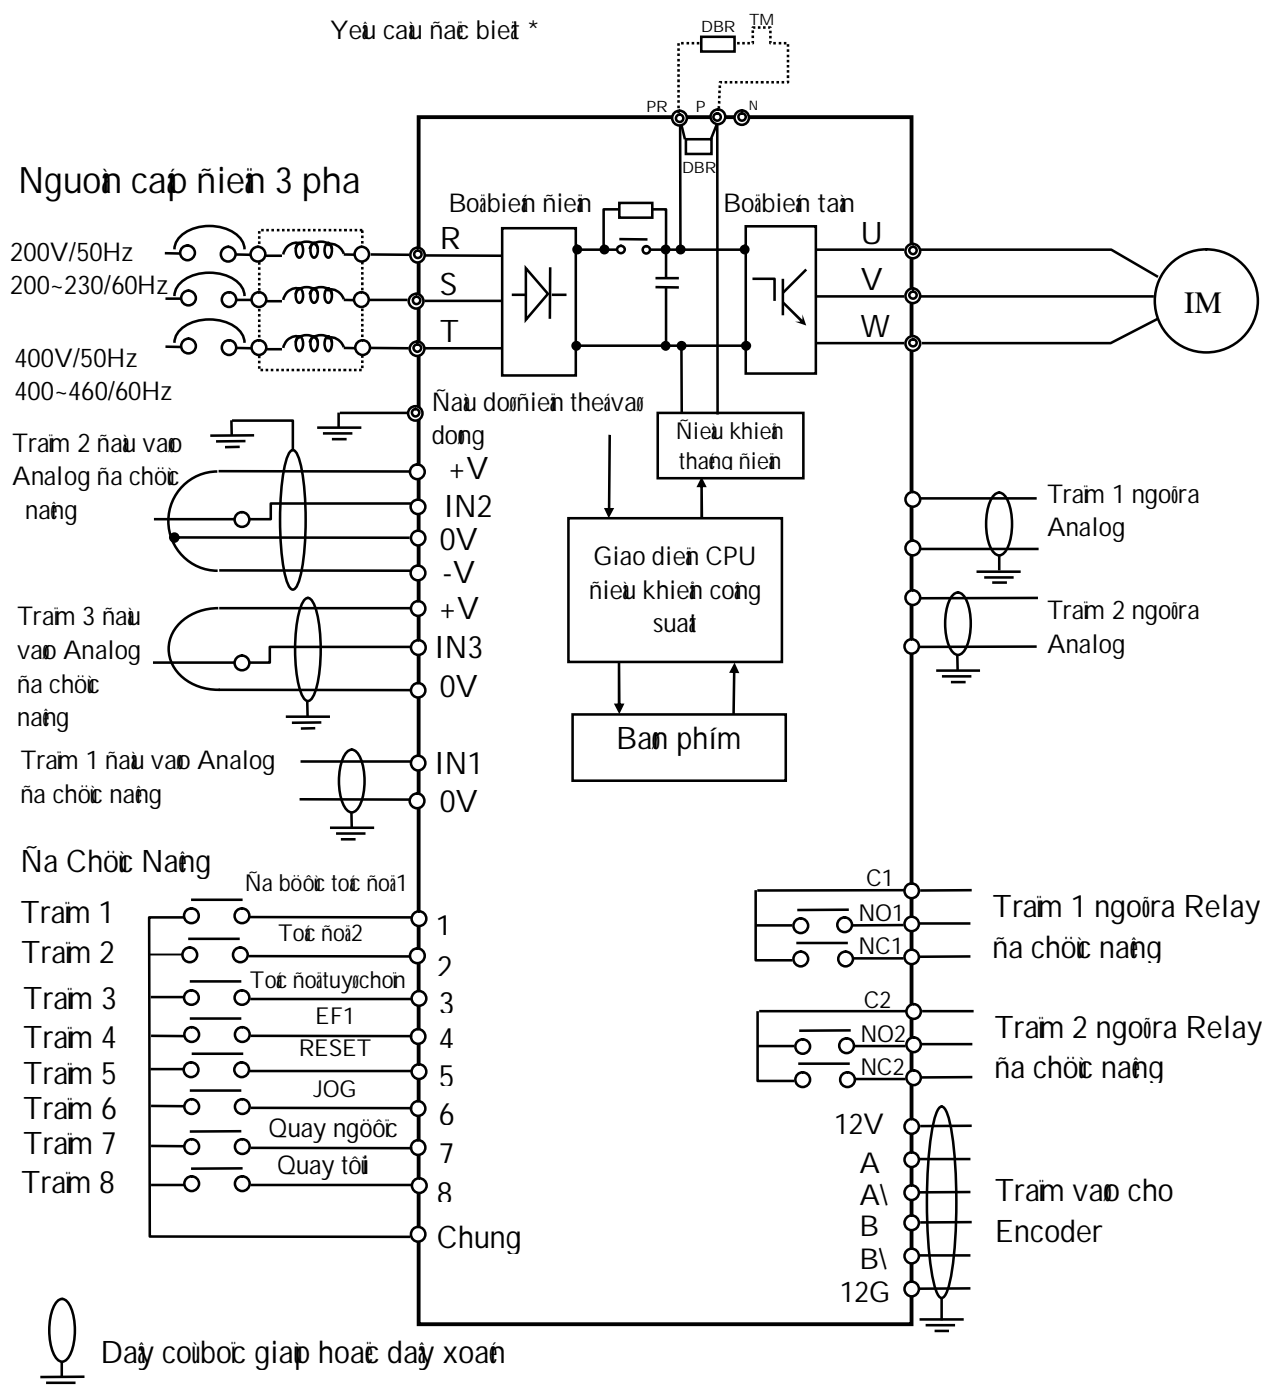 Yeâu caàu ñaëc bieät *
DBR
TM
PR
P
N
DBR
Nguoàn caáp ñieän 3 pha
Boä bieán ñieän
Boä bieán taàn
200V/50Hz
200~230/60Hz
400V/50Hz
400~460/60Hz
R
S
T
U
V
W
IM
Ñaàu doø ñieän theá vaøo
doøng
Ñieàu khieån
thaéng ñieän
Traïm 2 ñaàu vaøo
Analog ña chöùc
naêng
+V
IN2
0V
-V
Giao dieän CPU
ñieàu khieån coâng
suaát
Traïm 1 ngoõ ra
Analog
Traïm 2 ngoõ ra
Analog
Traïm 3 ñaàu
vaøo Analog
ña chöùc
naêng
+V
IN3
0V
Baøn phím
Traïm 1 ñaàu vaøo Analog
ña chöùc naêng
IN1
0V
Ña Chöùc Naêng
Traïm 1
Ña böôùc toác ñoä 1
1
Traïm 2
Toác ñoä 2
2
Traïm 3
Toác ñoä tuyø choïn
3
Traïm 4
EF1
4
Traïm 5
RESET
5
Traïm 6
JOG
6
Traïm 7
Quay ngöôïc
7
Traïm 8
Quay tôùi
8
Chung
C1
NO1
NC1
Traïm 1 ngoõ ra Relay
ña chöùc naêng
C2
NO2
NC2
Traïm 2 ngoõ ra Relay
ña chöùc naêng
12V
A
A\
B
B\
12G
Traïm vaøo cho
Encoder
Daây coù boïc giaùp hoaëc daây xoaén